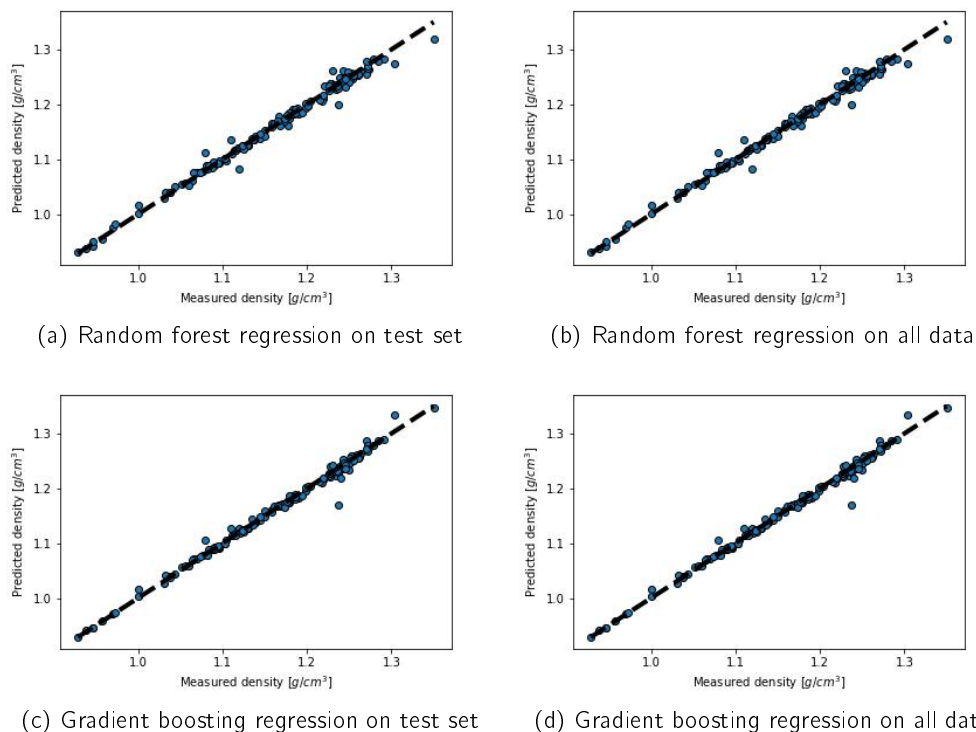 1.3
1.2
1.1
1.0
Predicted density [g/cm³]
1.0 1.1 1.2 1.3
Measured density [g/cm³]
(a) Random forest regression on test set
1.3
1.2
1.1
1.0
Predicted density [g/cm³]
1.0 1.1 1.2 1.3
Measured density [g/cm³]
(b) Random forest regression on all data
1.3
1.2
1.1
1.0
Predicted density [g/cm³]
1.0 1.1 1.2 1.3
Measured density [g/cm³]
(c) Gradient boosting regression on test set
1.3
1.2
1.1
1.0
Predicted density [g/cm³]
1.0 1.1 1.2 1.3
Measured density [g/cm³]
(d) Gradient boosting regression on all dat